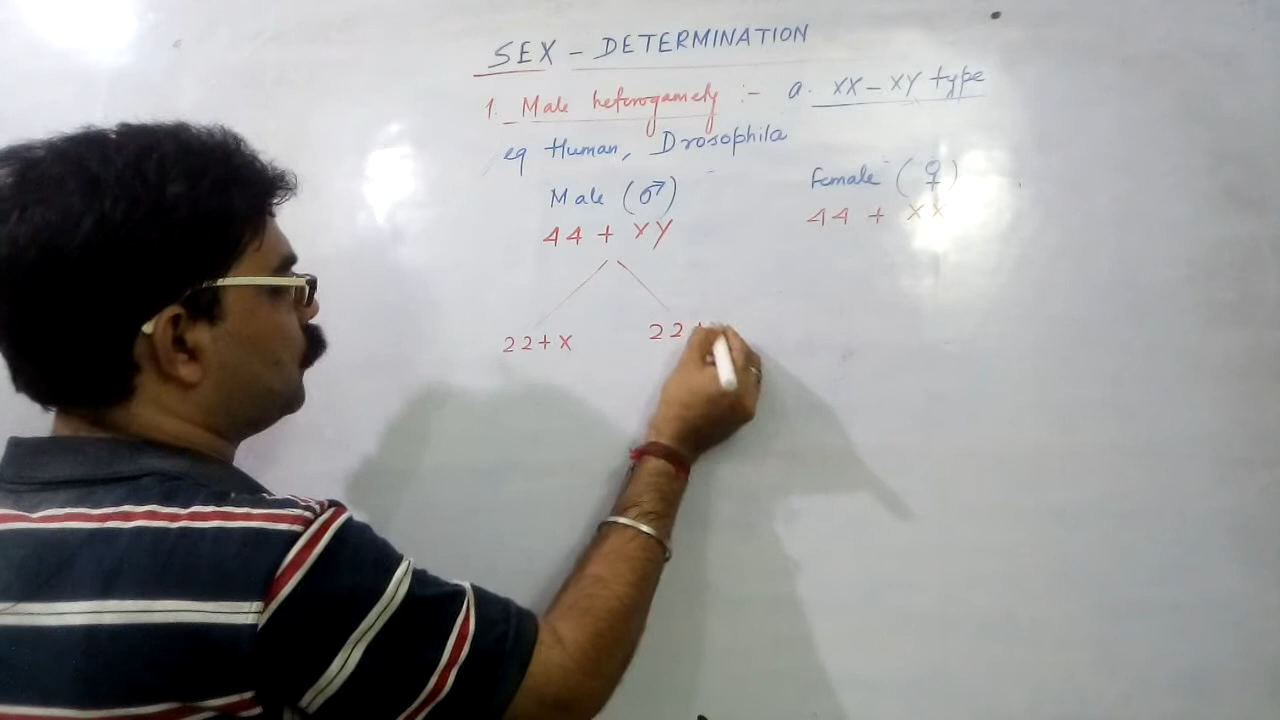 SEX - DETERMINATION
1. Male heterogamety :- a. XX - XY type
eg Human, Drosophila
Male (♂) Female (♀)
44 + XY 44 + XX
22+X 22+